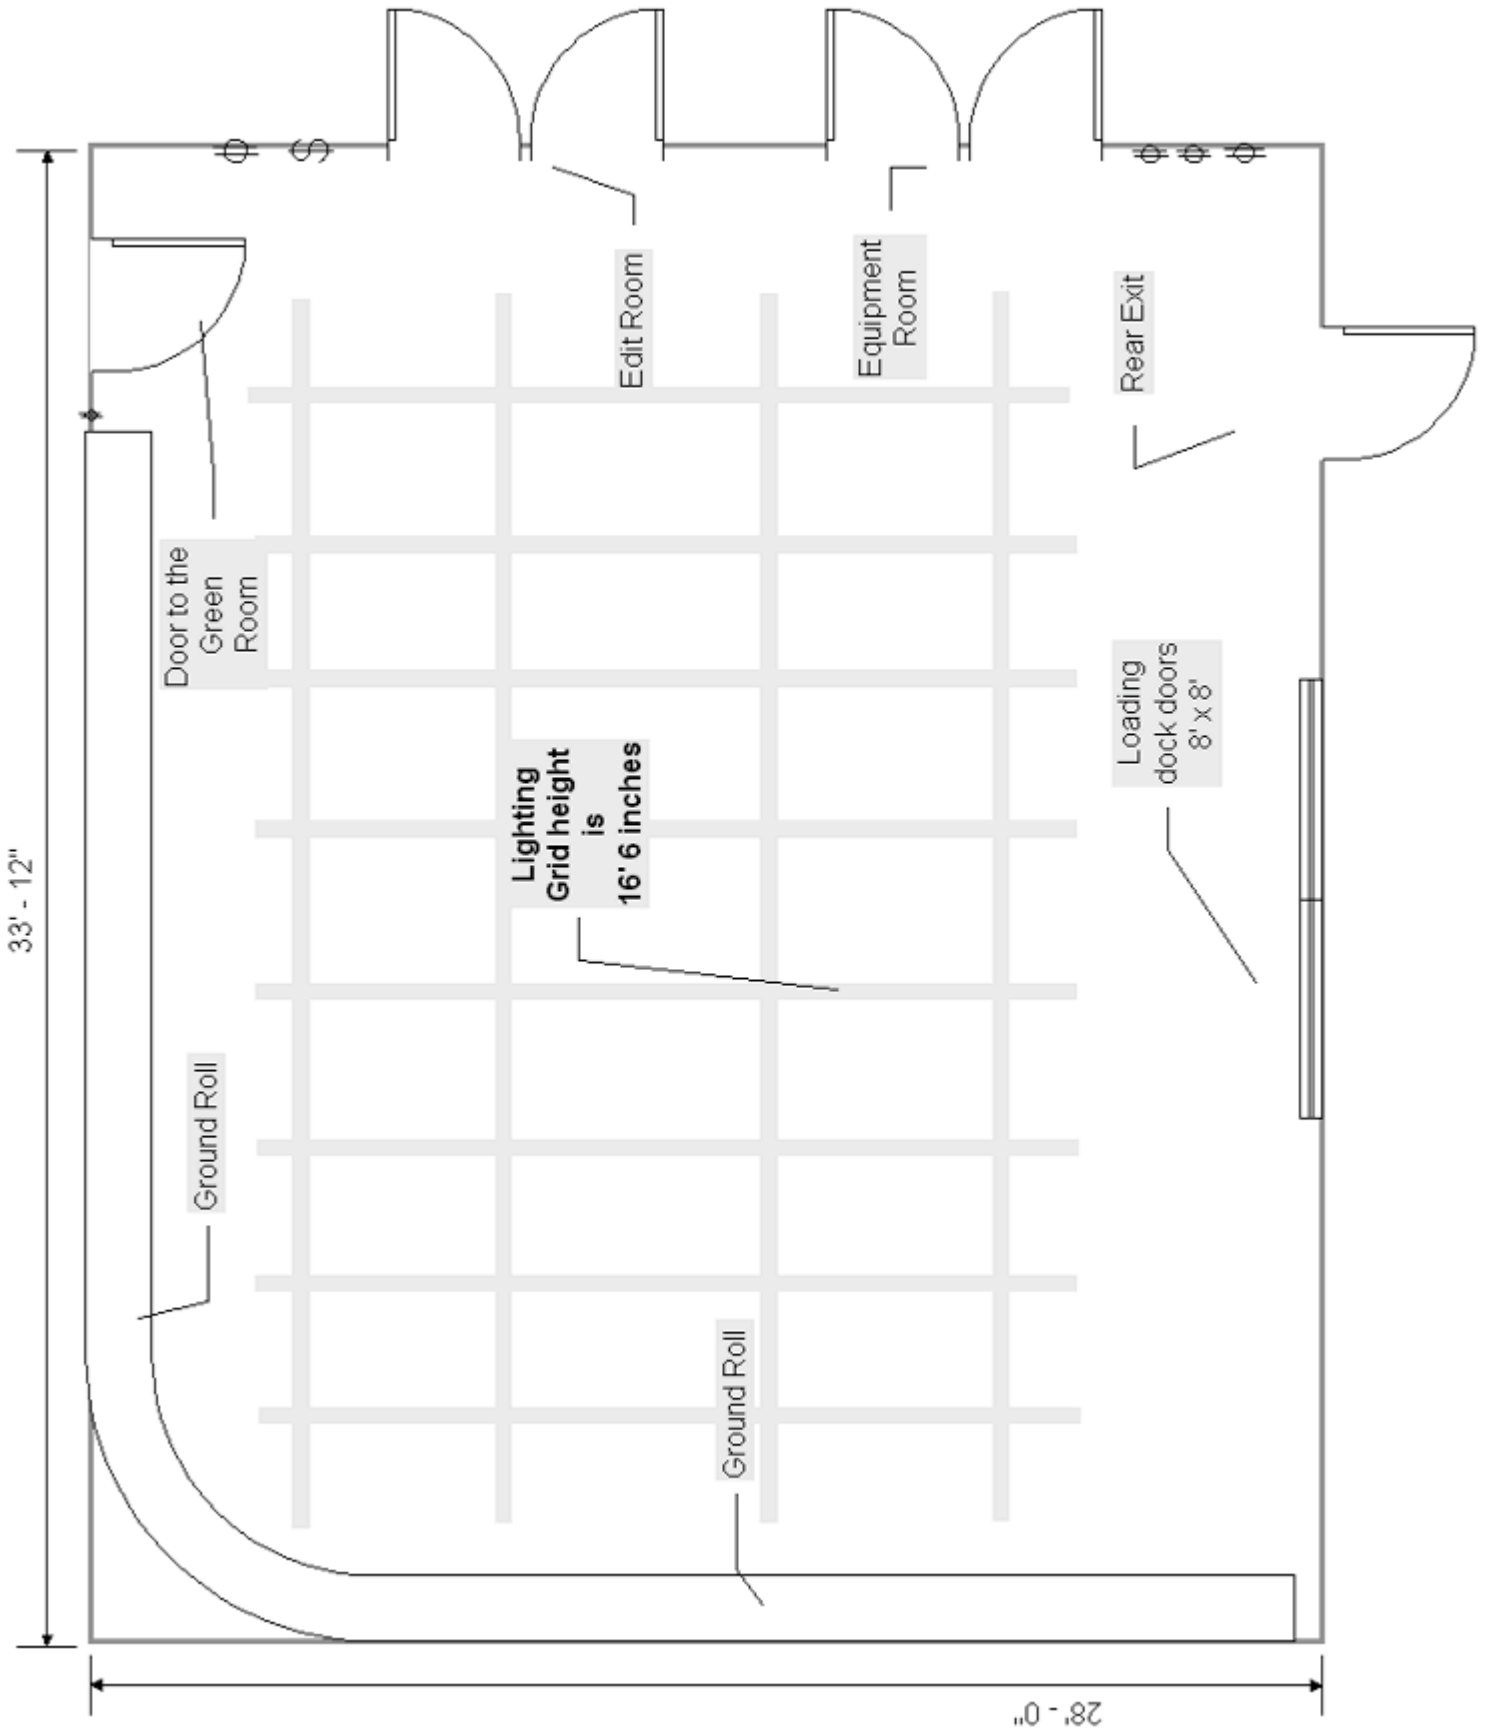 33' - 12"
Door to the
Green
Room
Edit Room
Equipment
Room
Rear Exit
Lighting
Grid height
is
16' 6 inches
Loading
dock doors
8' x 8'
Ground Roll
Ground Roll
28' - 0"
S